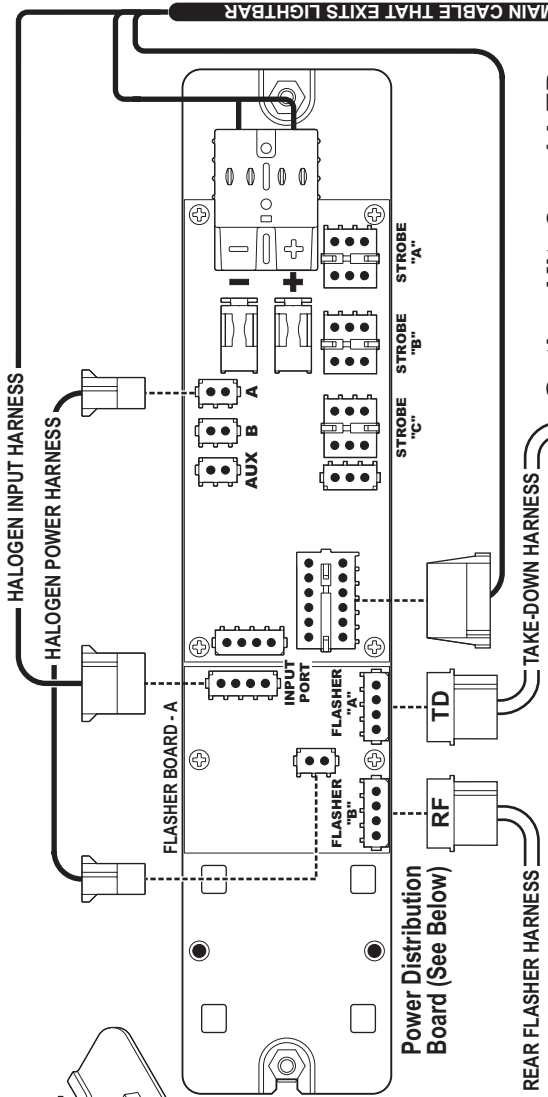 MAIN CABLE THAT EXITS LIGHTBAR
HALOGEN INPUT HARNESS
HALOGEN POWER HARNESS
FLASHER BOARD - A
A
B
AUX
−
+
STROBE
"A"
STROBE
"B"
STROBE
"C"
INPUT
PORT
FLASHER
"A"
FLASHER
"B"
TD
RF
TAKE-DOWN HARNESS
REAR FLASHER HARNESS
Power Distribution
Board (See Below)